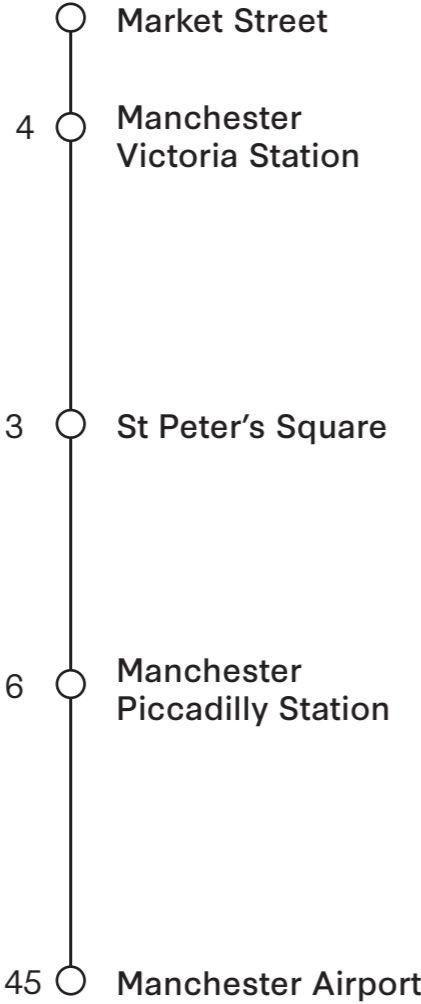 Market Street
4 Manchester
Victoria Station
3 St Peter’s Square
6 Manchester
Piccadilly Station
45 Manchester Airport